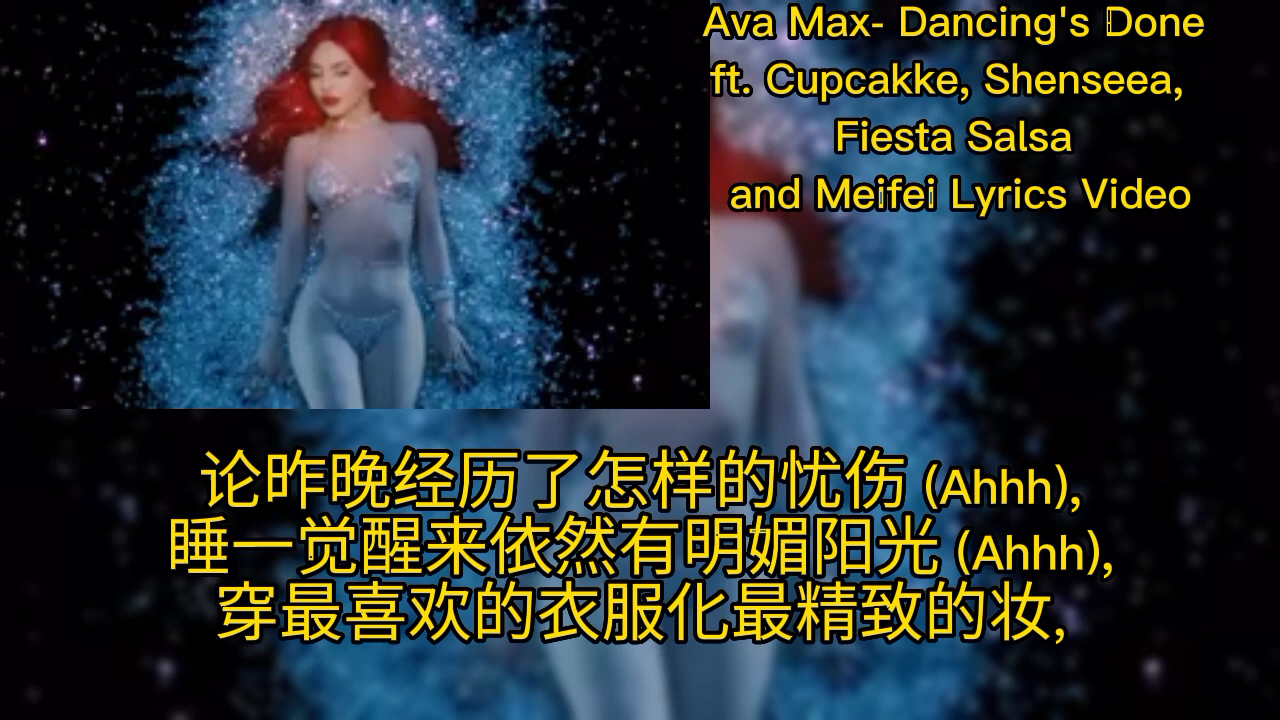 Ava Max- Dancing's Done
ft. Cupcakke, Shenseea,
Fiesta Salsa
and Meifei Lyrics Video
论昨晚经历了怎样的忧伤 (Ahhh),
睡一觉醒来依然有明媚阳光 (Ahhh),
穿最喜欢的衣服化最精致的妆,